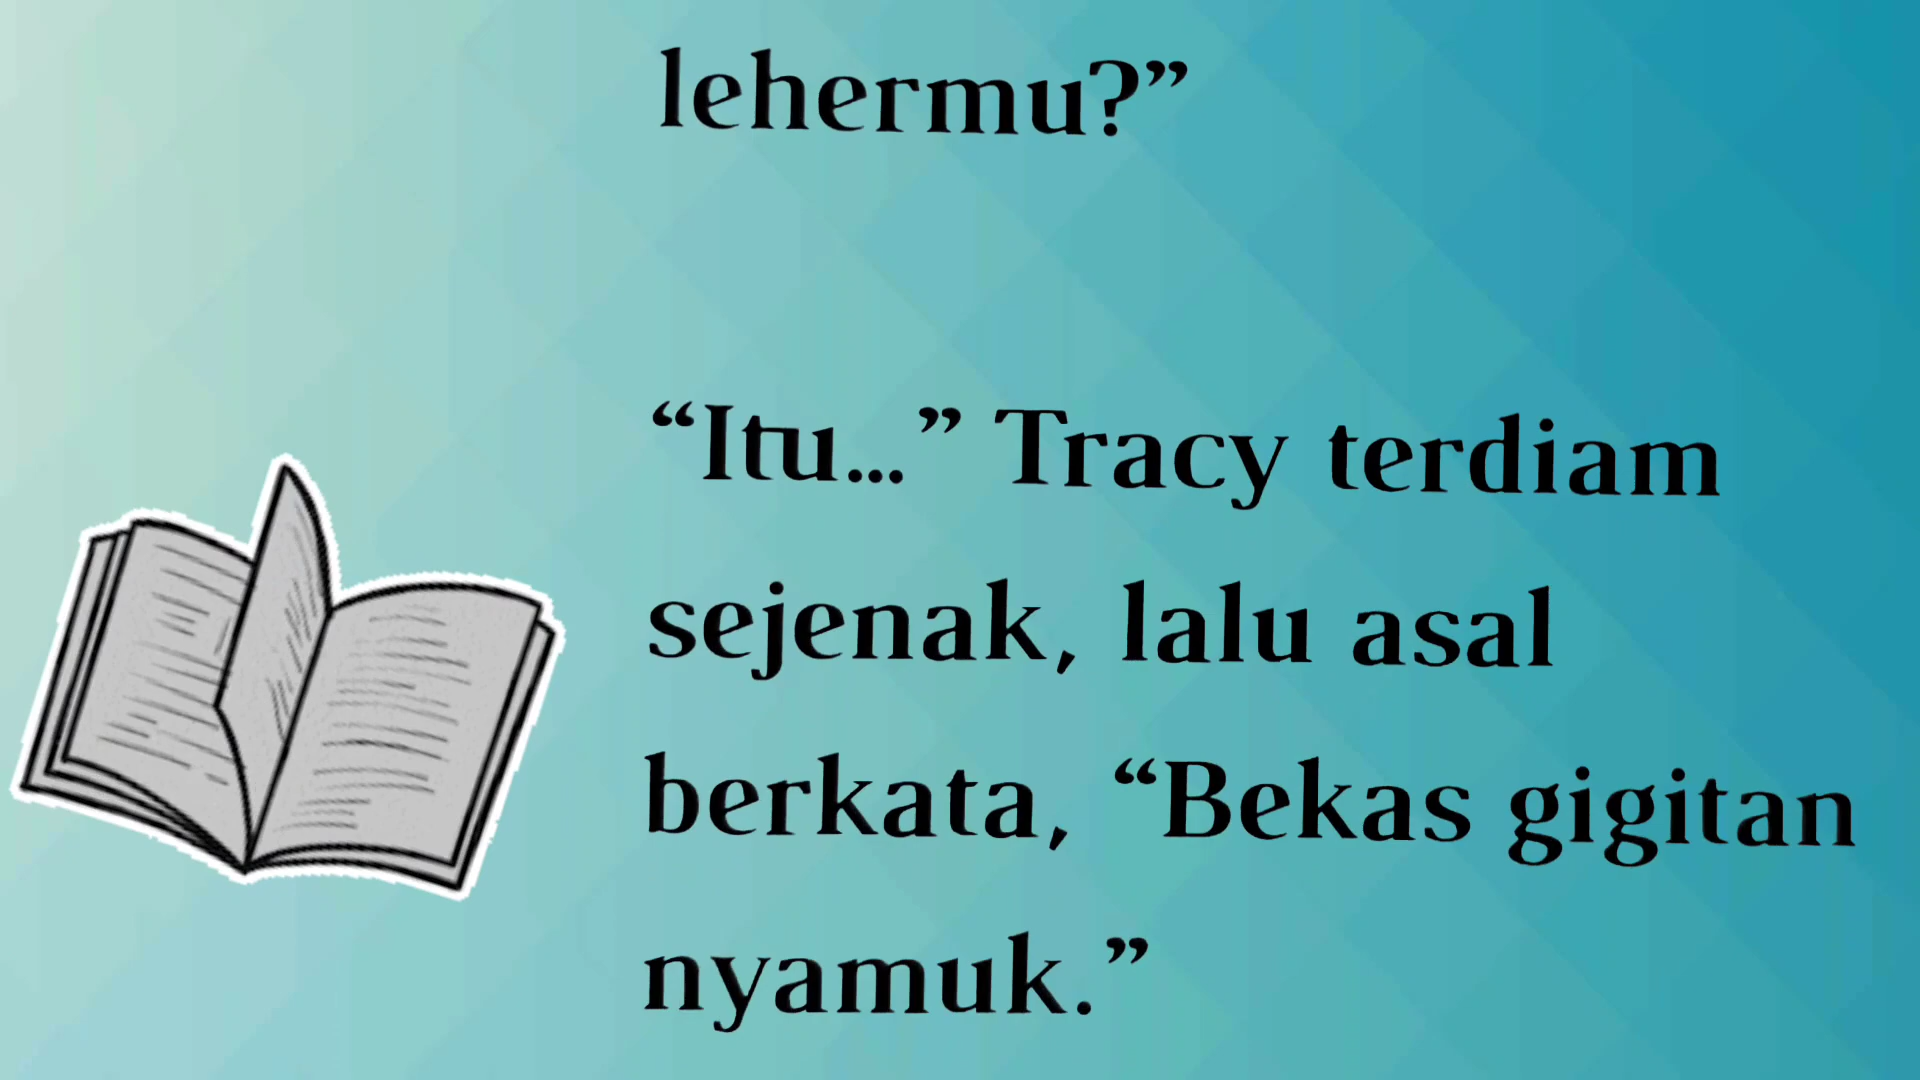 lehermu?”
“Itu...” Tracy terdiam
sejenak, lalu asal
berkata, “Bekas gigitan
nyamuk.”